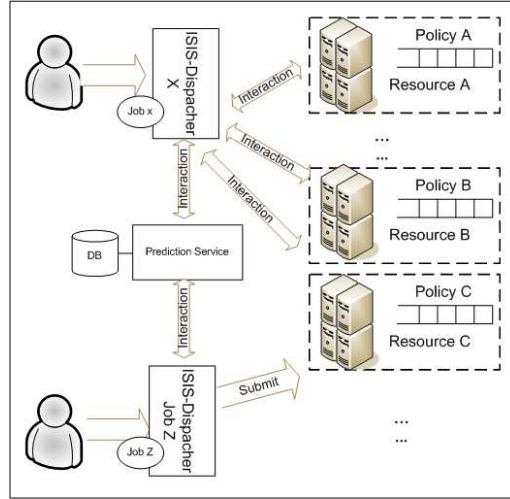 Policy A
Resource A
ISIS-Dispacher
X
Job x
Interaction
...
...
Interaction
Interaction
Interaction
Policy B
Resource B
DB
Prediction Service
Policy C
Resource C
Interaction
ISIS-Dispacher
Job Z
Submit
Job Z
...
...